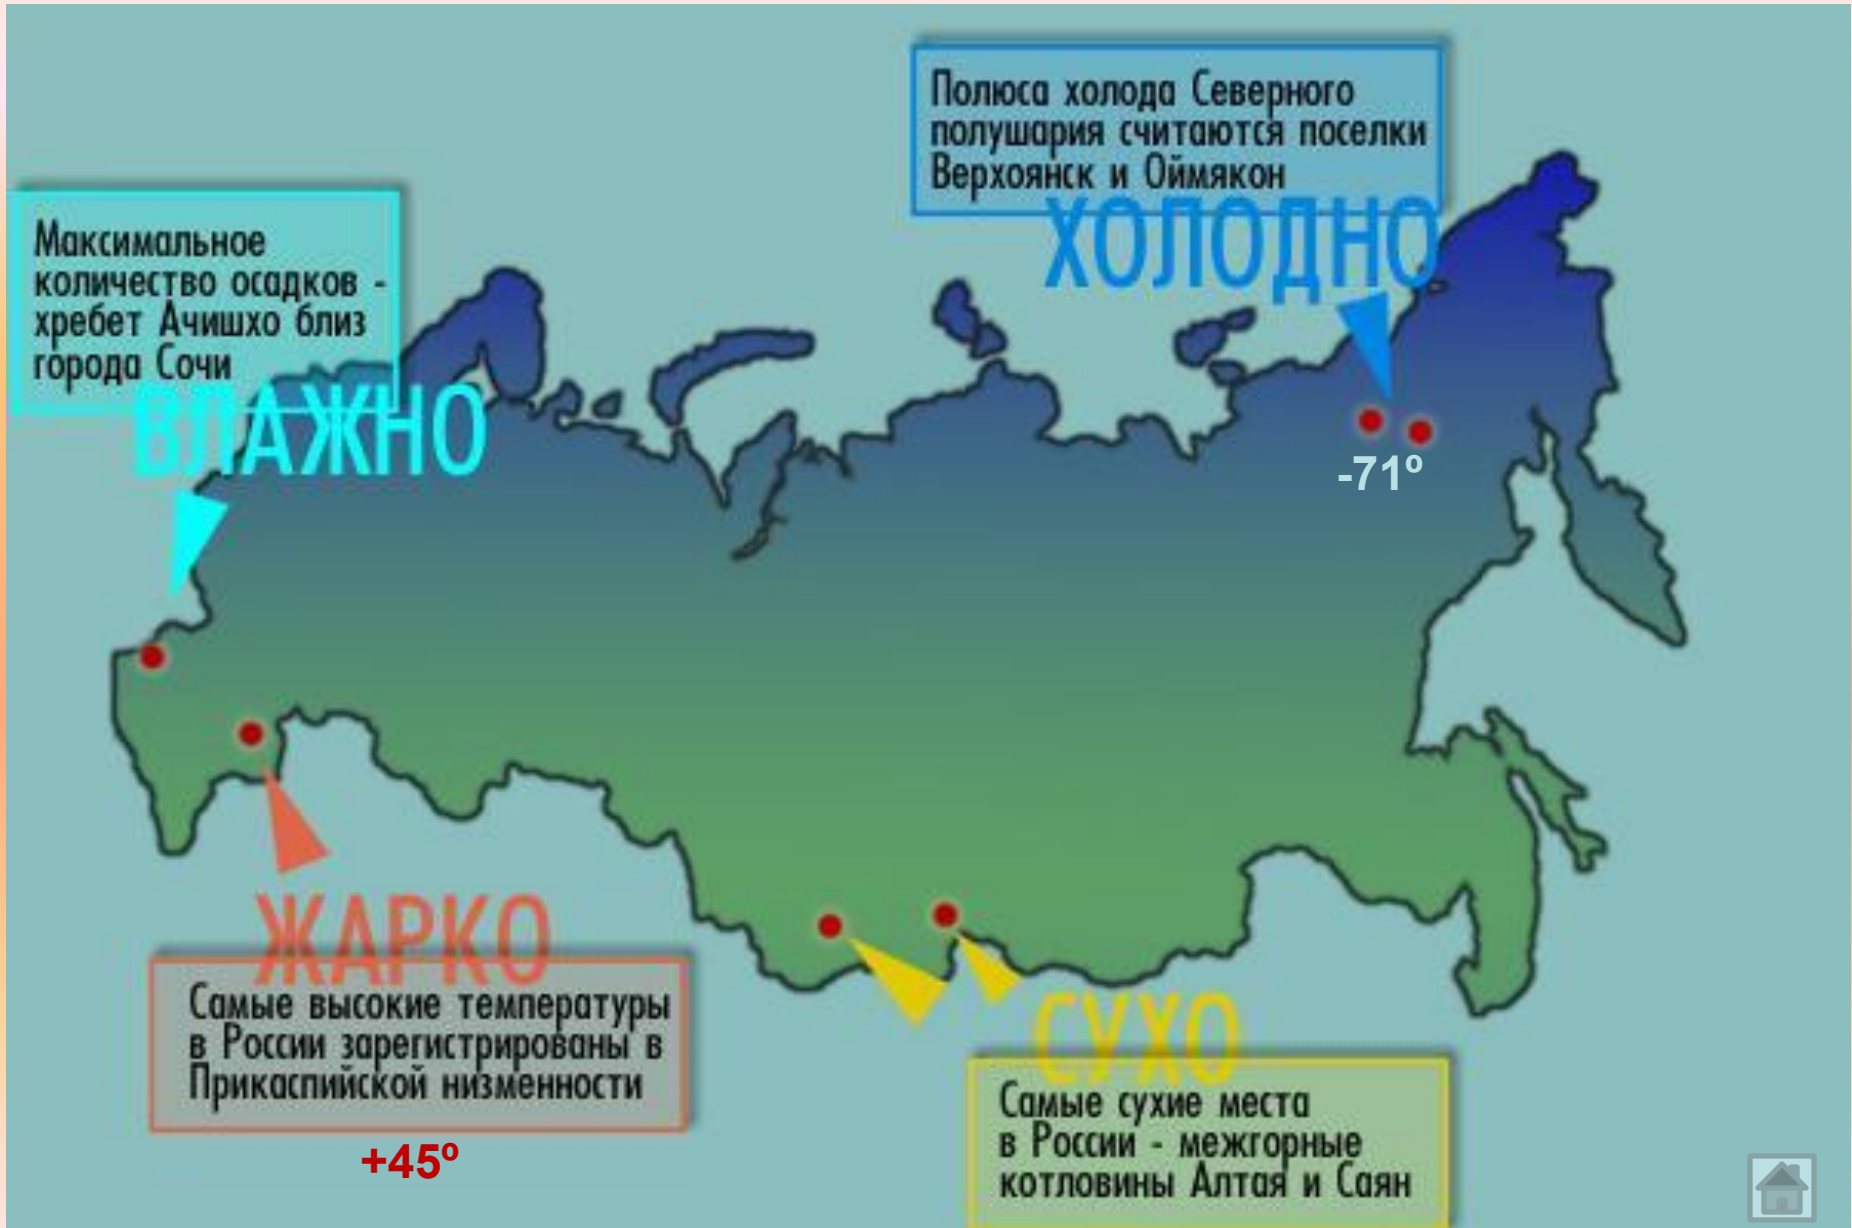 Полюса холода Северного
полушария считаются поселки
Верхоянск и Оймякон
ХОЛОДНО
-71º
Максимальное
количество осадков -
хребет Ачишхо близ
города Сочи
ВЛАЖНО
ЖАРКО
Самые высокие температуры
в России зарегистрированы в
Прикаспийской низменности
+45º
СУХО
Самые сухие места
в России - межгорные
котловины Алтая и Саян